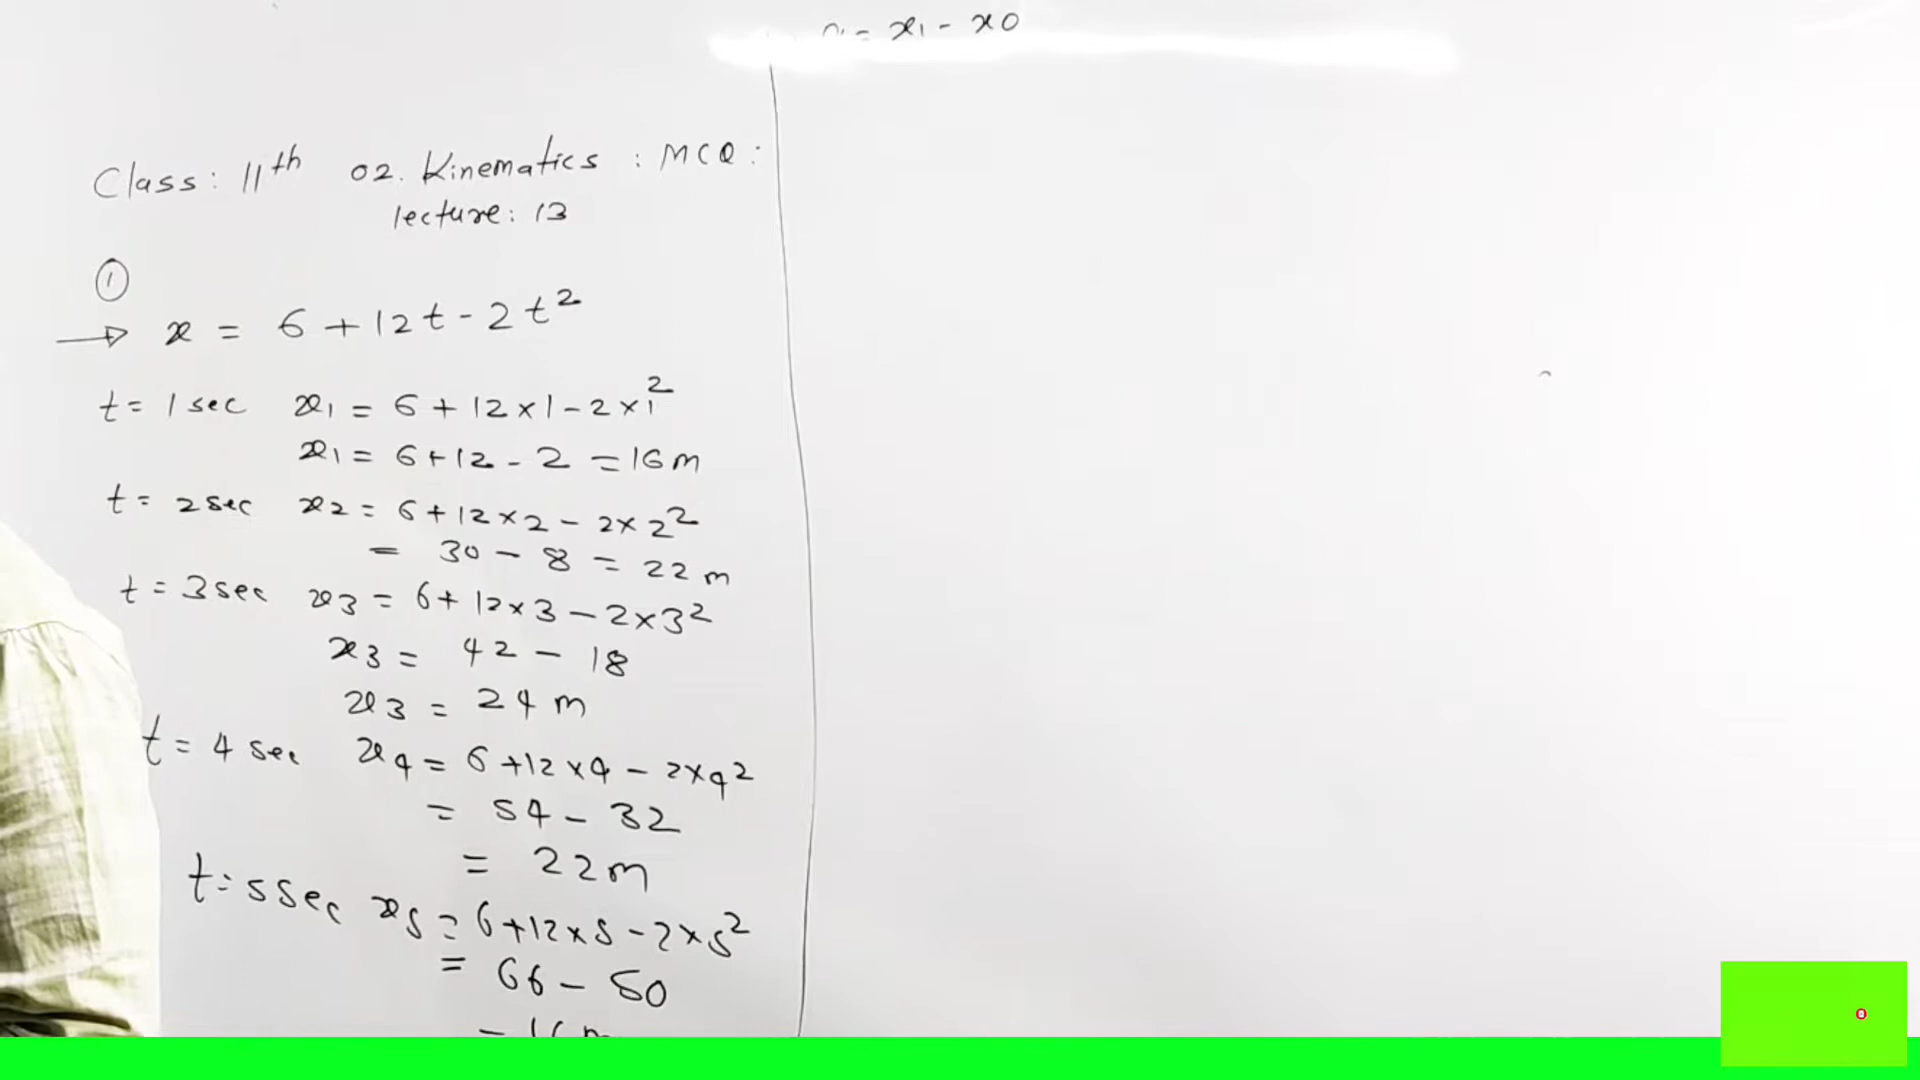 Class: 11th 02. Kinematics : MCQ:
lecture: 13
①
→ x = 6 + 12t - 2t²
t = 1 sec x1 = 6 + 12 × 1 - 2 × 1²
x1 = 6 + 12 - 2 = 16 m
t = 2 sec x2 = 6 + 12 × 2 - 2 × 2²
= 30 - 8 = 22 m
t = 3 sec x3 = 6 + 12 × 3 - 2 × 3²
x3 = 42 - 18
x3 = 24 m
t = 4 sec x4 = 6 + 12 × 4 - 2 × 4²
= 54 - 32
= 22 m
t = 5 sec x5 = 6 + 12 × 5 - 2 × 5²
= 66 - 50
= 16 m
= x1 - x0